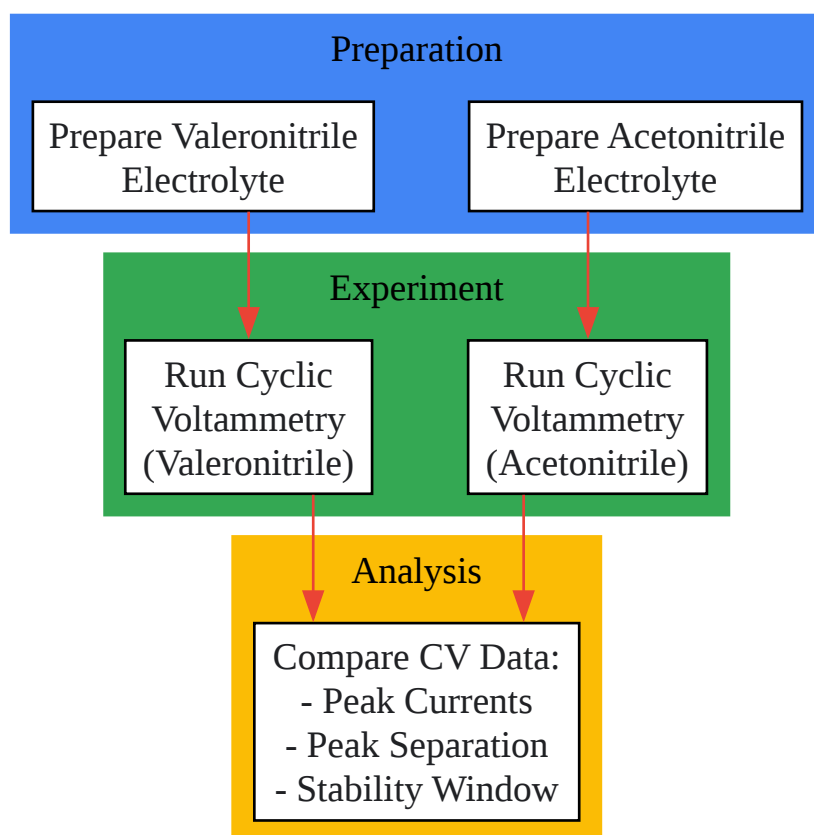 Preparation
Prepare Valeronitrile
Electrolyte
Prepare Acetonitrile
Electrolyte
Experiment
Run Cyclic
Voltammetry
(Valeronitrile)
Run Cyclic
Voltammetry
(Acetonitrile)
Analysis
Compare CV Data:
- Peak Currents
- Peak Separation
- Stability Window